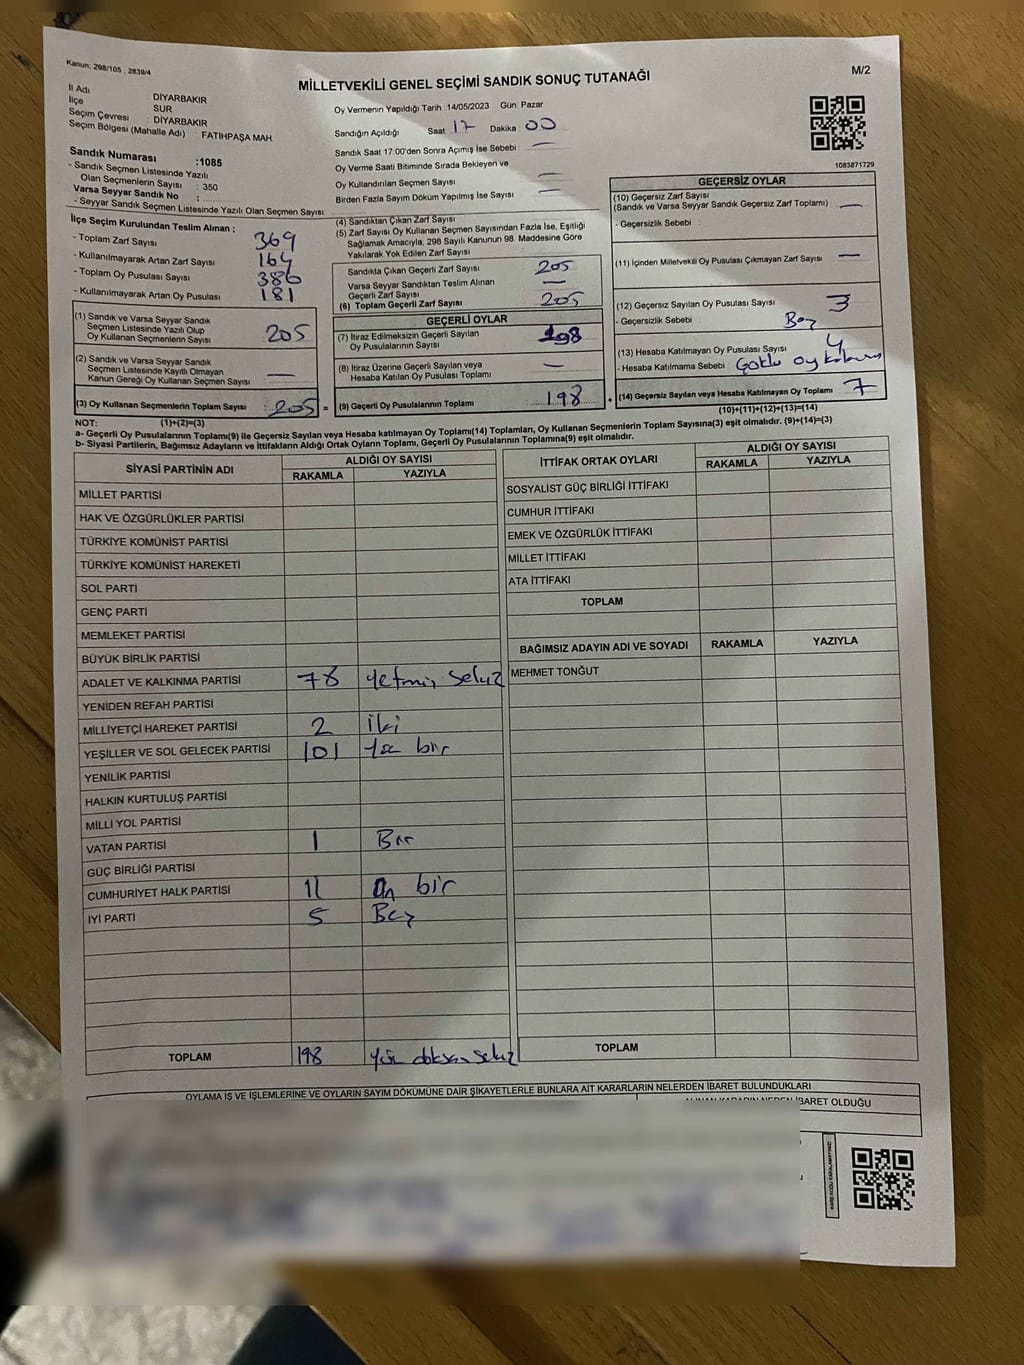 Kanun: 298/105 , 2839/4
MİLLETVEKİLİ GENEL SEÇİMİ SANDIK SONUÇ TUTANAĞI
M/2
İl Adı DİYARBAKIR
İlçe SUR
Seçim Çevresi : DİYARBAKIR
Seçim Bölgesi (Mahalle Adı) : FATİHPAŞA MAH.
Sandık Numarası :1085
- Sandık Seçmen Listesinde Yazılı
Olan Seçmenlerin Sayısı : 350
Varsa Seyyar Sandık No :
- Seyyar Sandık Seçmen Listesinde Yazılı Olan Seçmen Sayısı:
Oy Vermenin Yapıldığı Tarih :14/05/2023 Gün: Pazar
Sandığın Açıldığı Saat 17 Dakika 00
Sandık Saat 17:00'den Sonra Açımış İse Sebebi : —
Oy Verme Saati Bitiminde Sırada Bekleyen ve
Oy Kullandırılan Seçmen Sayısı —
Birden Fazla Sayım Döküm Yapılmış İse Sayısı —
1083871729
İlçe Seçim Kurulundan Teslim Alınan ;
- Toplam Zarf Sayısı 369
- Kullanılmayarak Artan Zarf Sayısı 164
- Toplam Oy Pusulası Sayısı 386
- Kullanılmayarak Artan Oy Pusulası 181
(1) Sandık ve Varsa Seyyar Sandık
Seçmen Listesinde Yazılı Olup
Oy Kullanan Seçmenlerin Sayısı : 205
(2) Sandık ve Varsa Seyyar Sandık
Seçmen Listesinde Kayıtlı Olmayan
Kanun Gereği Oy Kullanan Seçmen Sayısı : —
(3) Oy Kullanan Seçmenlerin Toplam Sayısı : 205 =
(1)+(2)=(3)
(4) Sandıktan Çıkan Zarf Sayısı
(5) Zarf Sayısı Oy Kullanan Seçmen Sayısından Fazla İse, Eşitliği
Sağlamak Amacıyla, 298 Sayılı Kanunun 98. Maddesine Göre
Yakılarak Yok Edilen Zarf Sayısı :
Sandıkta Çıkan Geçerli Zarf Sayısı 205
Varsa Seyyar Sandıktan Teslim Alınan
Geçerli Zarf Sayısı —
(6) Toplam Geçerli Zarf Sayısı 205
GEÇERLİ OYLAR
(7) İtiraz Edilmeksizin Geçerli Sayılan
Oy Pusulalarının Sayısı : 198
(8) İtiraz Üzerine Geçerli Sayılan veya
Hesaba Katılan Oy Pusulası Toplamı : —
(9) Geçerli Oy Pusulalarının Toplamı : 198 +
GEÇERSİZ OYLAR
(10) Geçersiz Zarf Sayısı
(Sandık ve Varsa Seyyar Sandık Geçersiz Zarf Toplamı) : —
- Geçersizlik Sebebi :
(11) İçinden Milletvekili Oy Pusulası Çıkmayan Zarf Sayısı : —
(12) Geçersiz Sayılan Oy Pusulası Sayısı : 3
- Geçersizlik Sebebi : Boş
(13) Hesaba Katılmayan Oy Pusulası Sayısı : 4
- Hesaba Katılmama Sebebi : Çoklu oy kullanımı
(14) Geçersiz Sayılan veya Hesaba Katılmayan Oy Toplamı : 7
(10)+(11)+(12)+(13)=(14)
NOT:
a- Geçerli Oy Pusulalarının Toplamı(9) ile Geçersiz Sayılan veya Hesaba katılmayan Oy Toplamı(14) Toplamları, Oy Kullanan Seçmenlerin Toplam Sayısına(3) eşit olmalıdır. (9)+(14)=(3)
b- Siyasi Partilerin, Bağımsız Adayların ve İttifakların Aldığı Ortak Oyların Toplamı, Geçerli Oy Pusulalarının Toplamına(9) eşit olmalıdır.
SİYASİ PARTİNİN ADI ALDIĞI OY SAYISI
RAKAMLA YAZIYLA
MİLLET PARTİSİ
HAK VE ÖZGÜRLÜKLER PARTİSİ
TÜRKİYE KOMÜNİST PARTİSİ
TÜRKİYE KOMÜNİST HAREKETİ
SOL PARTİ
GENÇ PARTİ
MEMLEKET PARTİSİ
BÜYÜK BİRLİK PARTİSİ
ADALET VE KALKINMA PARTİSİ 78 Yetmiş sekiz
YENİDEN REFAH PARTİSİ
MİLLİYETÇİ HAREKET PARTİSİ 2 iki
YEŞİLLER VE SOL GELECEK PARTİSİ 101 Yüz bir
YENİLİK PARTİSİ
HALKIN KURTULUŞ PARTİSİ
MİLLİ YOL PARTİSİ
VATAN PARTİSİ 1 Bir
GÜÇ BİRLİĞİ PARTİSİ
CUMHURİYET HALK PARTİSİ 11 On bir
İYİ PARTİ 5 Beş
TOPLAM 198 Yüz doksan sekiz
İTTİFAK ORTAK OYLARI ALDIĞI OY SAYISI
RAKAMLA YAZIYLA
SOSYALİST GÜÇ BİRLİĞİ İTTİFAKI
CUMHUR İTTİFAKI
EMEK VE ÖZGÜRLÜK İTTİFAKI
MİLLET İTTİFAKI
ATA İTTİFAKI
TOPLAM
BAĞIMSIZ ADAYIN ADI VE SOYADI RAKAMLA YAZIYLA
MEHMET TONĞUT
TOPLAM
OYLAMA İŞ VE İŞLEMLERİNE VE OYLARIN SAYIM DÖKÜMÜNE DAİR ŞİKAYETLERLE BUNLARA AİT KARARLARIN NELERDEN İBARET BULUNDUKLARI
İBARET OLDUĞU